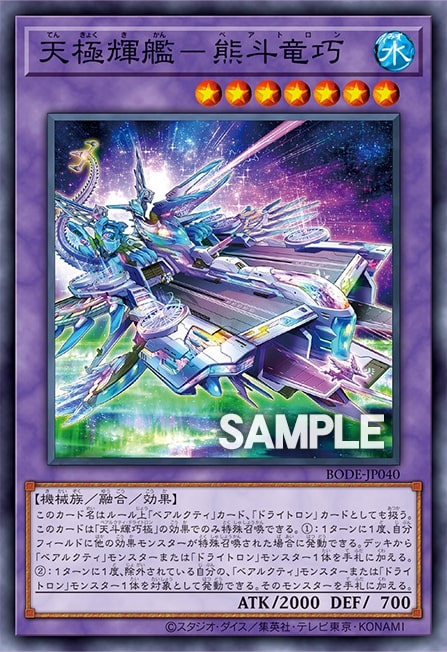 てん きょく き かん ベアトロン
天極輝艦－熊斗竜巧
水
SAMPLE
BODE-JP040
【機械族／融合／効果】
このカード名はルール上「ベアルクティ」カード、「ドライトロン」カードとしても扱う。
このカードは「天斗輝巧極」の効果でのみ特殊召喚できる。①：1ターンに1度、自分
フィールドに他の効果モンスターが特殊召喚された場合に発動できる。デッキから
「ベアルクティ」モンスターまたは「ドライトロン」モンスター1体を手札に加える。
②：1ターンに1度、除外されている自分の、「ベアルクティ」モンスターまたは「ドライ
トロン」モンスター1体を対象として発動できる。そのモンスターを手札に加える。
ATK/2000 DEF/ 700
©スタジオ・ダイス／集英社・テレビ東京・KONAMI